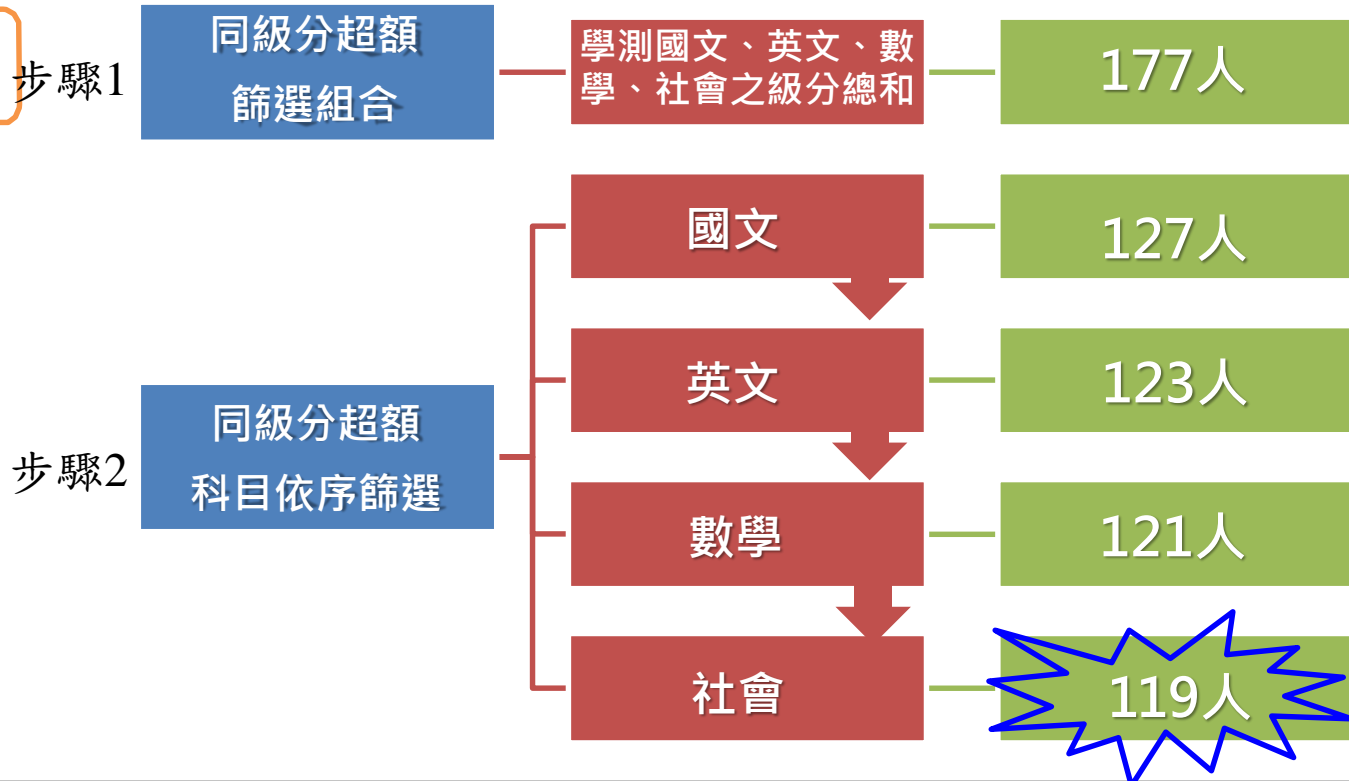 步驟1
同級分超額
篩選組合
學測國文、英文、數
學、社會之級分總和
177人
國文
127人
英文
123人
步驟2
同級分超額
科目依序篩選
數學
121人
社會
119人